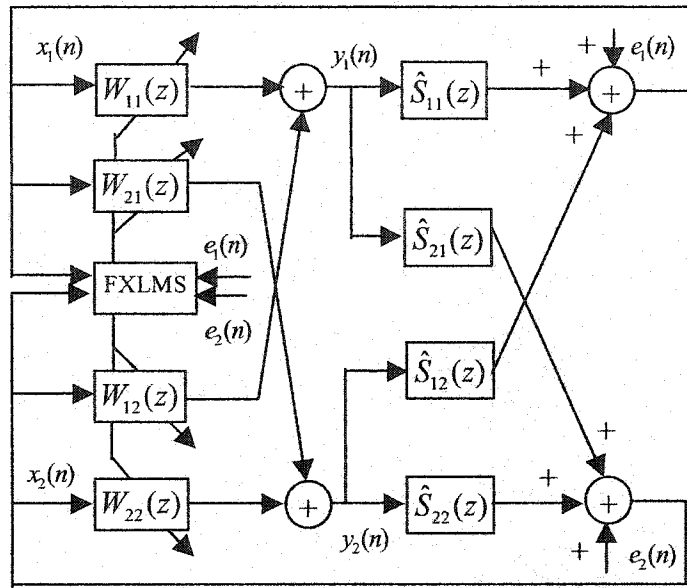 x₁(n)
W₁₁(z)
+
y₁(n)
Ŝ₁₁(z)
+
+
e₁(n)
+
+
W₂₁(z)
Ŝ₂₁(z)
e₁(n)
FXLMS
e₂(n)
Ŝ₁₂(z)
W₁₂(z)
x₂(n)
W₂₂(z)
+
y₂(n)
Ŝ₂₂(z)
+
+
+
+
e₂(n)